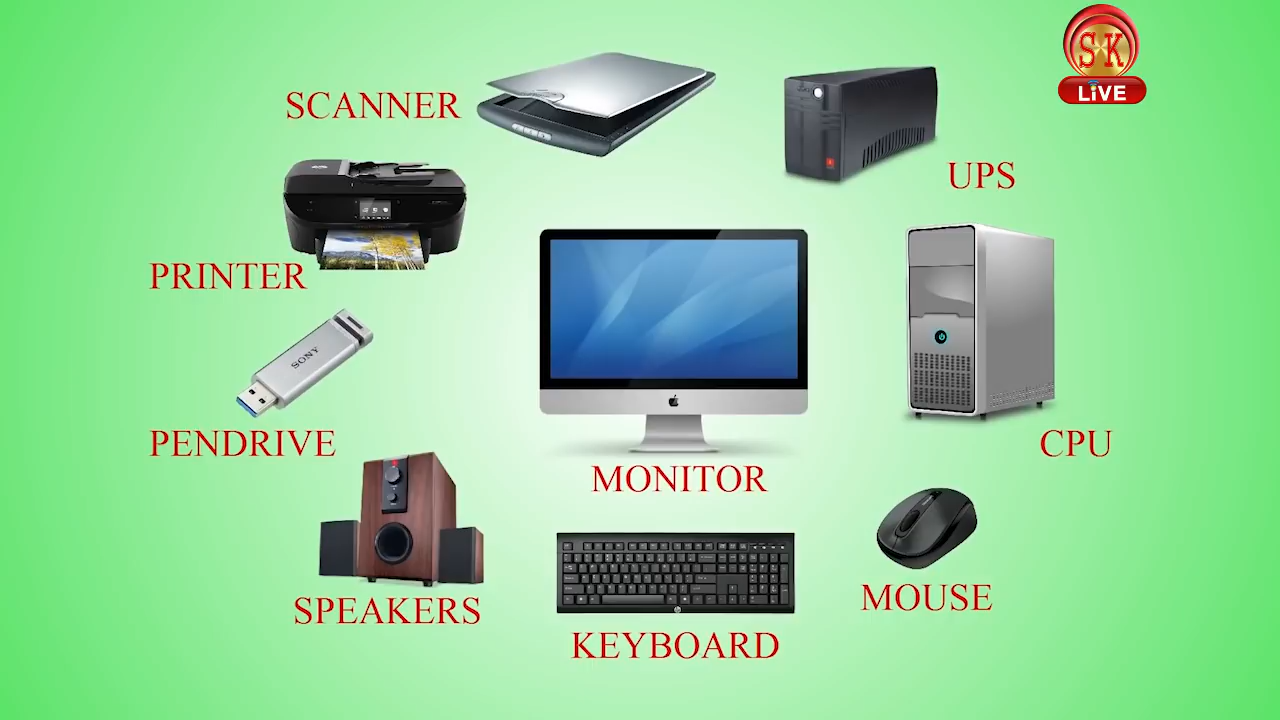 SK
LiVE
SCANNER
UPS
PRINTER
SONY
PENDRIVE
CPU
MONITOR
MOUSE
SPEAKERS
KEYBOARD